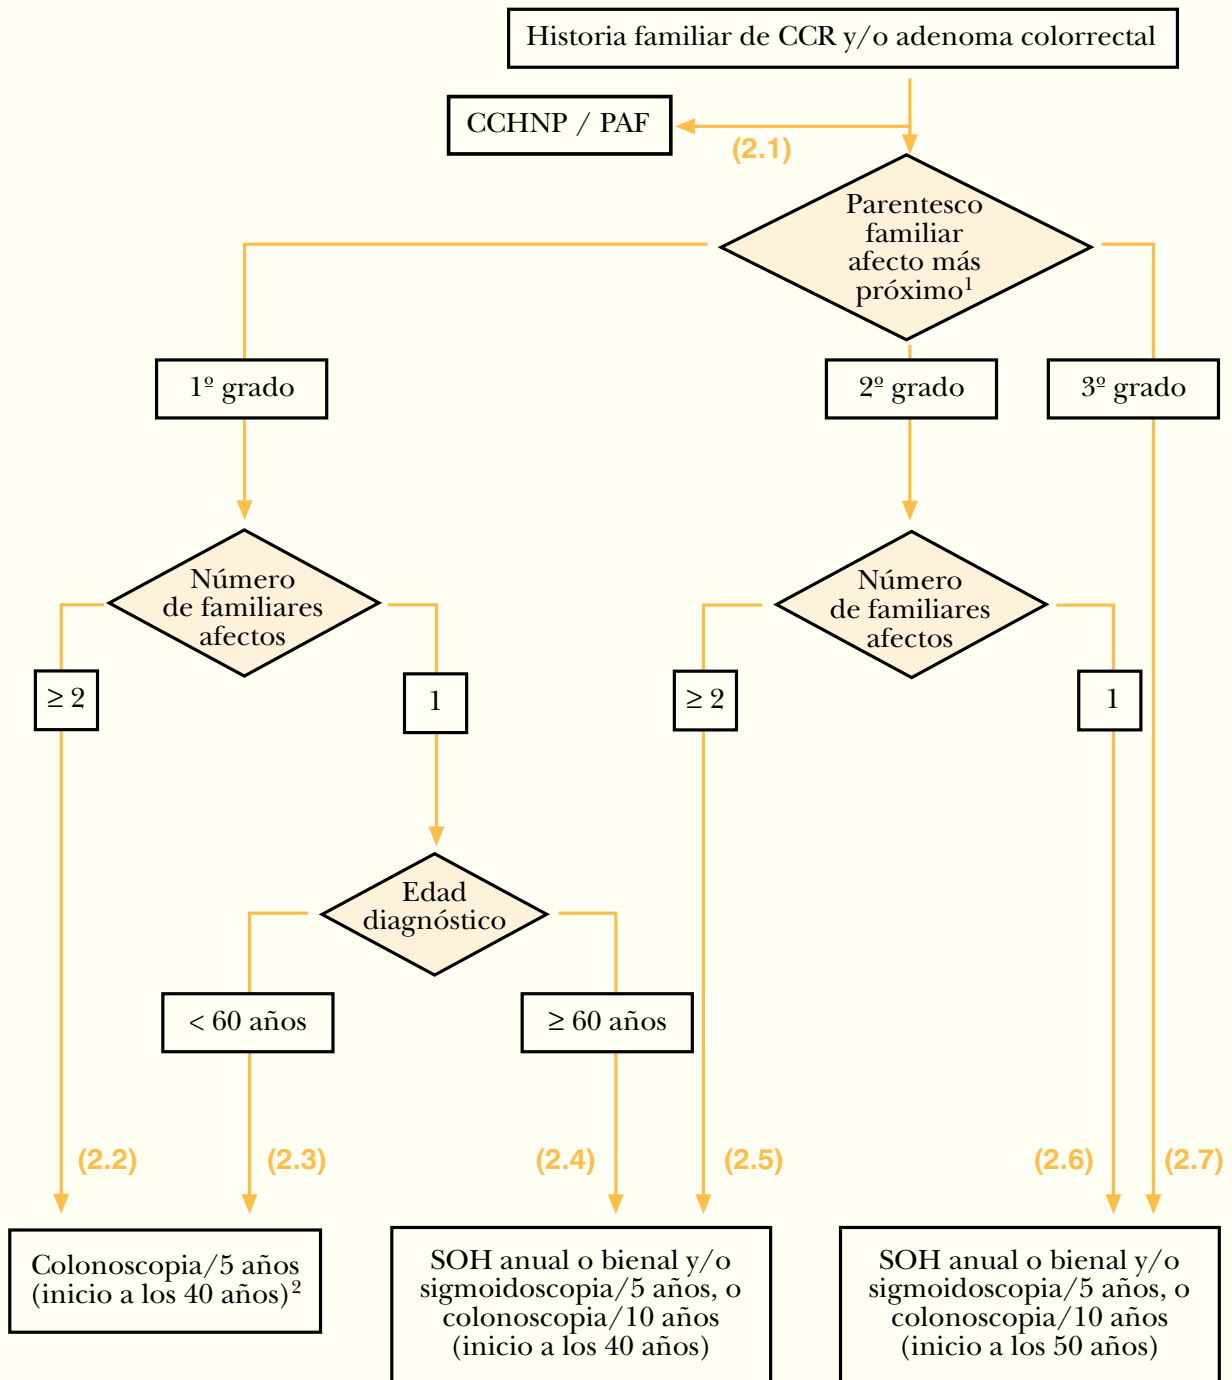 Historia familiar de CCR y/o adenoma colorrectal
CCHNP / PAF
(2.1)
Parentesco
familiar
afecto más
próximo¹
1º grado
2º grado
3º grado
Número
de familiares
afectos
Número
de familiares
afectos
≥ 2
1
≥ 2
1
Edad
diagnóstico
< 60 años
≥ 60 años
(2.2)
(2.3)
(2.4)
(2.5)
(2.6)
(2.7)
Colonoscopia/5 años
(inicio a los 40 años)²
SOH anual o bienal y/o
sigmoidoscopia/5 años, o
colonoscopia/10 años
(inicio a los 40 años)
SOH anual o bienal y/o
sigmoidoscopia/5 años, o
colonoscopia/10 años
(inicio a los 50 años)